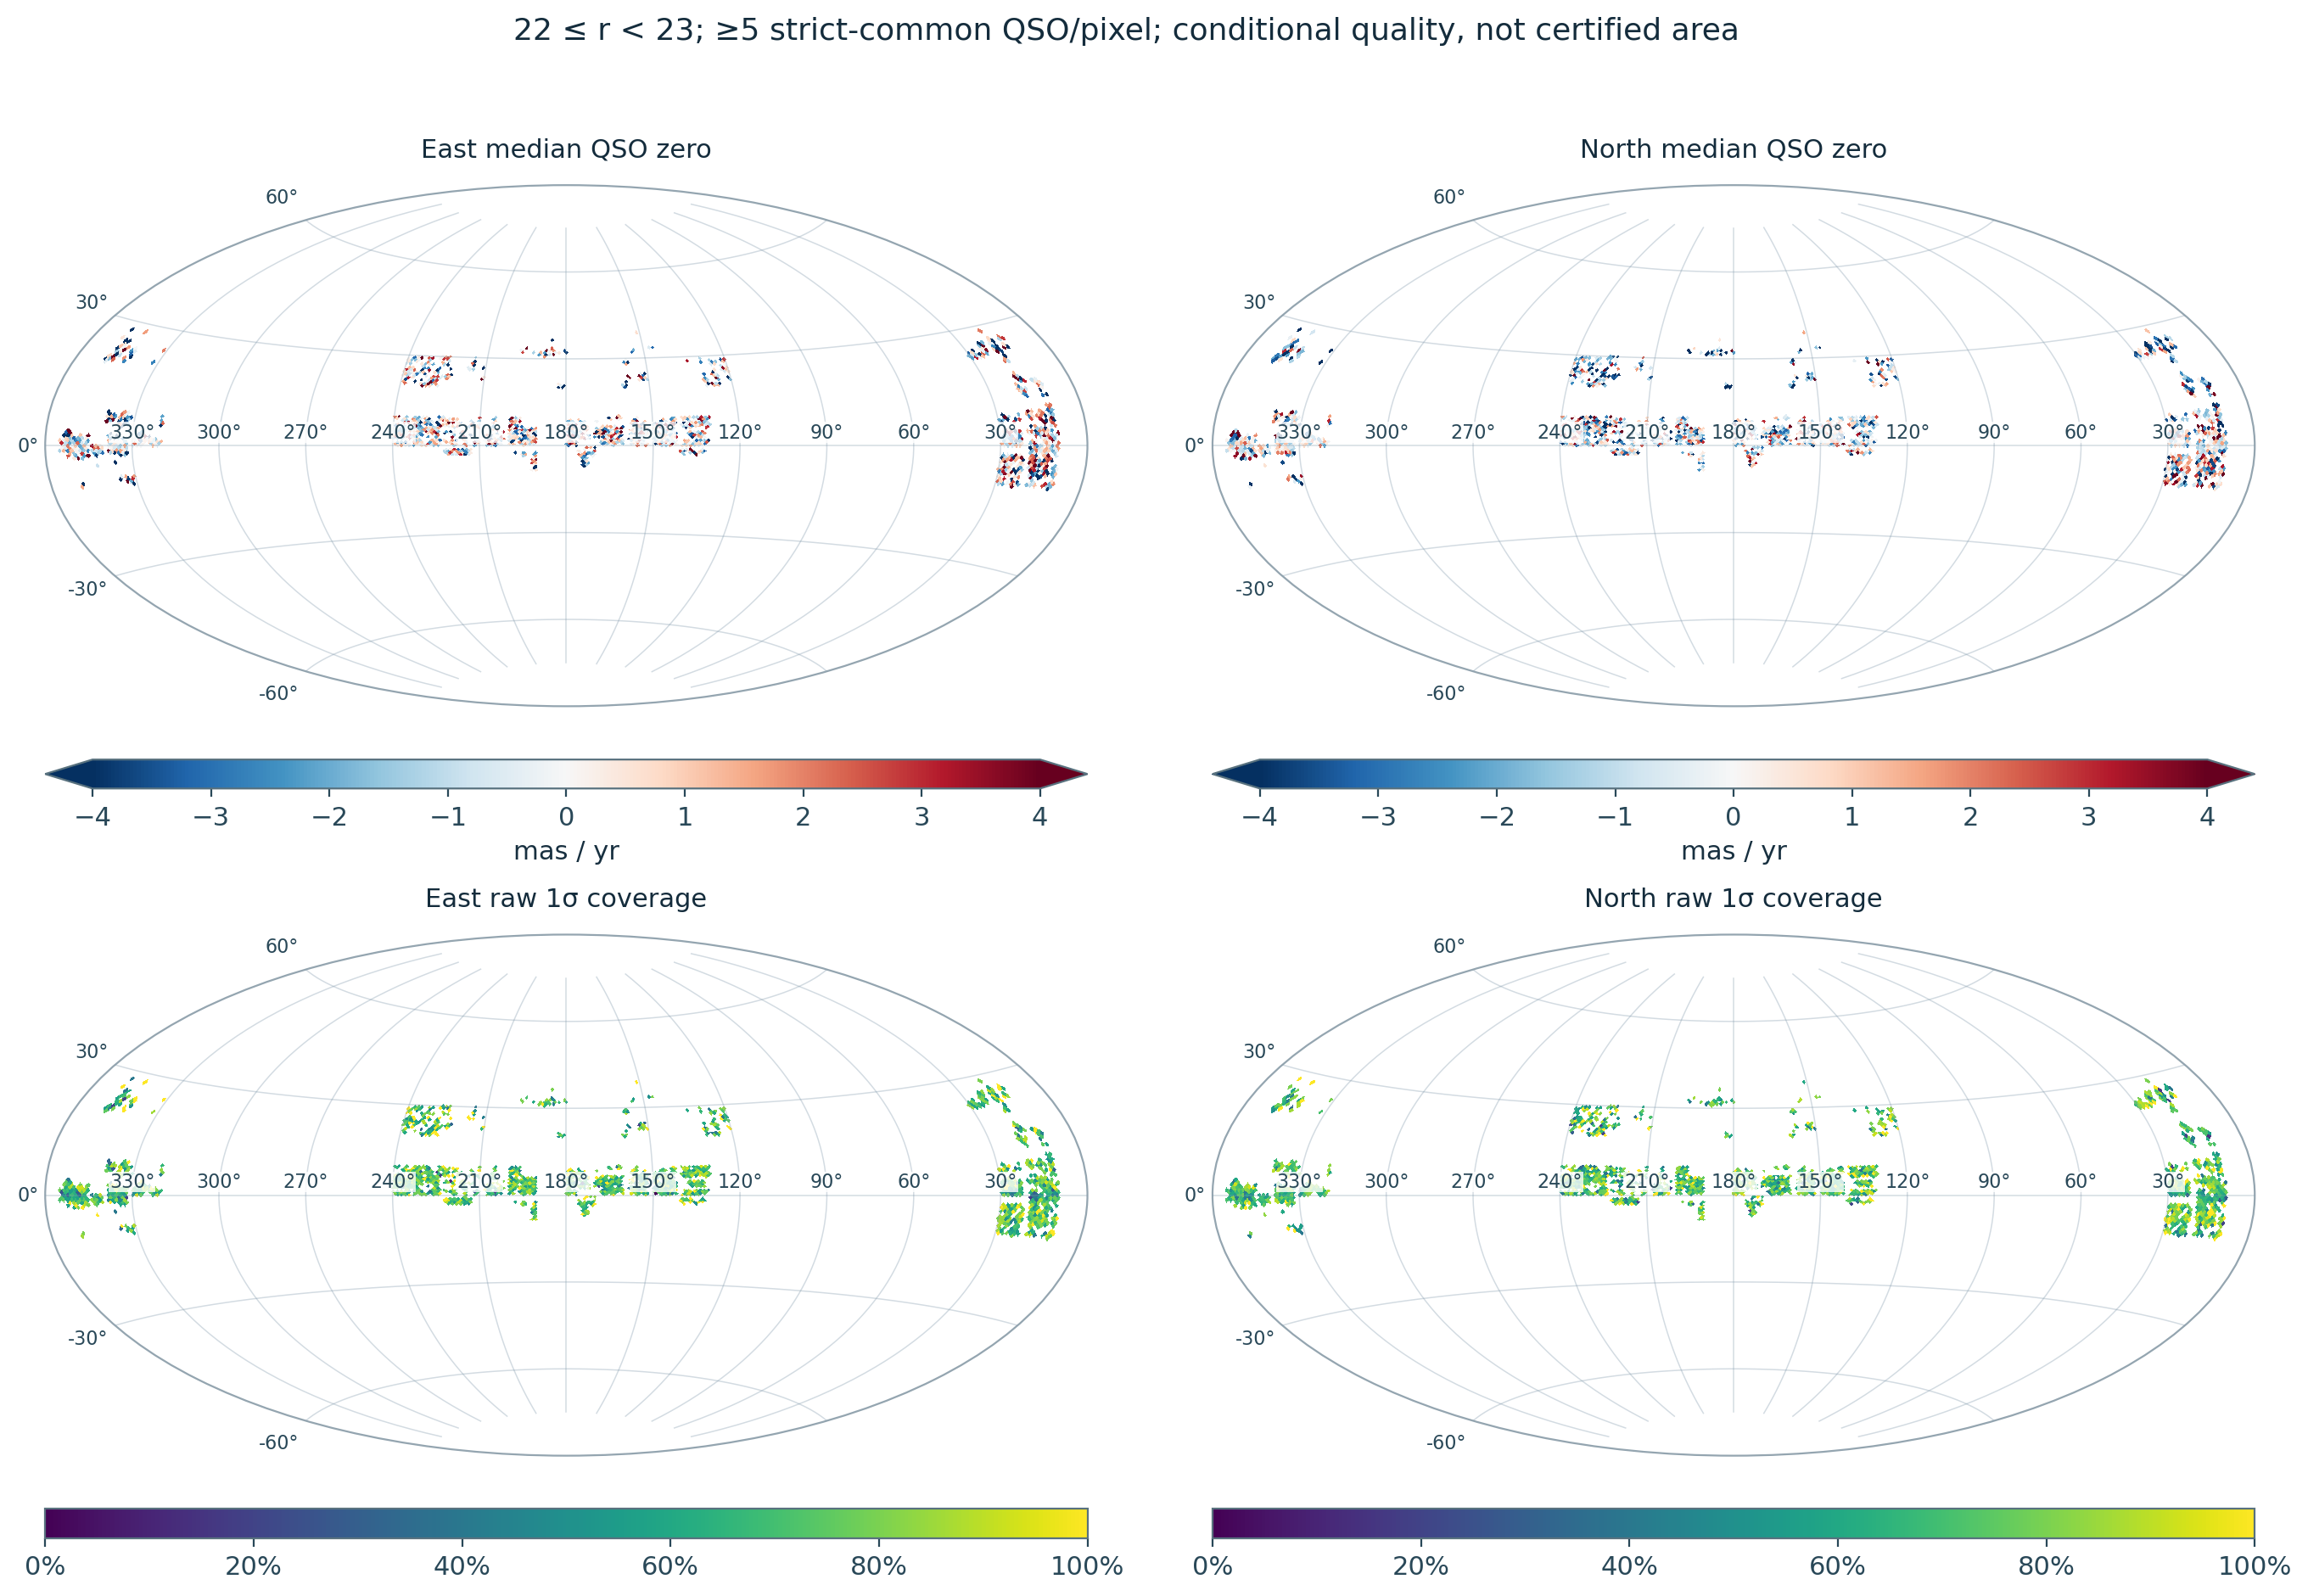 22 ≤ r < 23; ≥5 strict-common QSO/pixel; conditional quality, not certified area
East median QSO zero
60°
30°
0°
330° 300° 270° 240° 210° 180° 150° 120° 90° 60° 30°
-30°
-60°
−4 −3 −2 −1 0 1 2 3 4
mas / yr
North median QSO zero
60°
30°
0°
330° 300° 270° 240° 210° 180° 150° 120° 90° 60° 30°
-30°
-60°
−4 −3 −2 −1 0 1 2 3 4
mas / yr
East raw 1σ coverage
60°
30°
0°
330° 300° 270° 240° 210° 180° 150° 120° 90° 60° 30°
-30°
-60°
0% 20% 40% 60% 80% 100%
North raw 1σ coverage
60°
30°
0°
330° 300° 270° 240° 210° 180° 150° 120° 90° 60° 30°
-30°
-60°
0% 20% 40% 60% 80% 100%